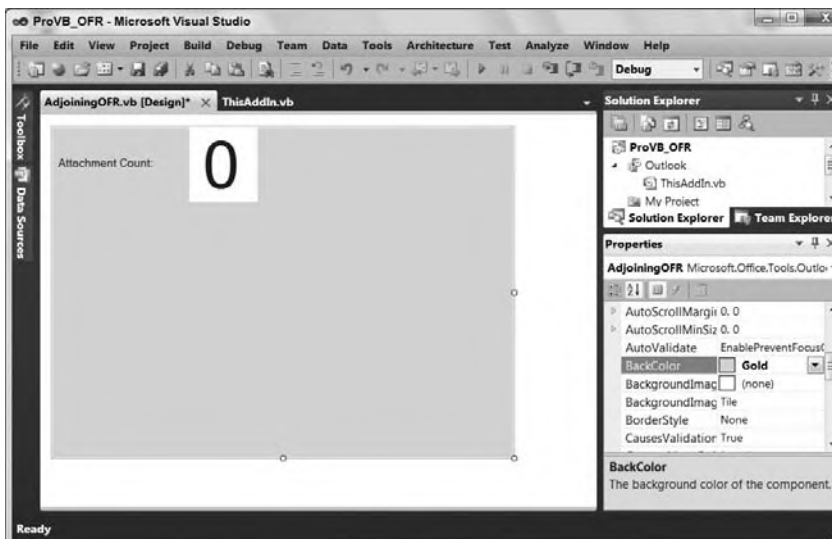 ProVB_OFR - Microsoft Visual Studio
File Edit View Project Build Debug Team Data Tools Architecture Test Analyze Window Help
Debug
Toolbox
Data Sources
AdjoiningOFR.vb [Design]* ThisAddIn.vb
Attachment Count:
0
Solution Explorer
ProVB_OFR
Outlook
ThisAddIn.vb
My Project
Solution Explorer Team Explorer
Properties
AdjoiningOFR Microsoft.Office.Tools.Outlo
AutoScrollMargi 0, 0
AutoScrollMinSiz 0, 0
AutoValidate EnablePreventFocusC
BackColor Gold
BackgroundImag (none)
BackgroundImag Tile
BorderStyle None
CausesValidation True
BackColor
The background color of the component.
Ready